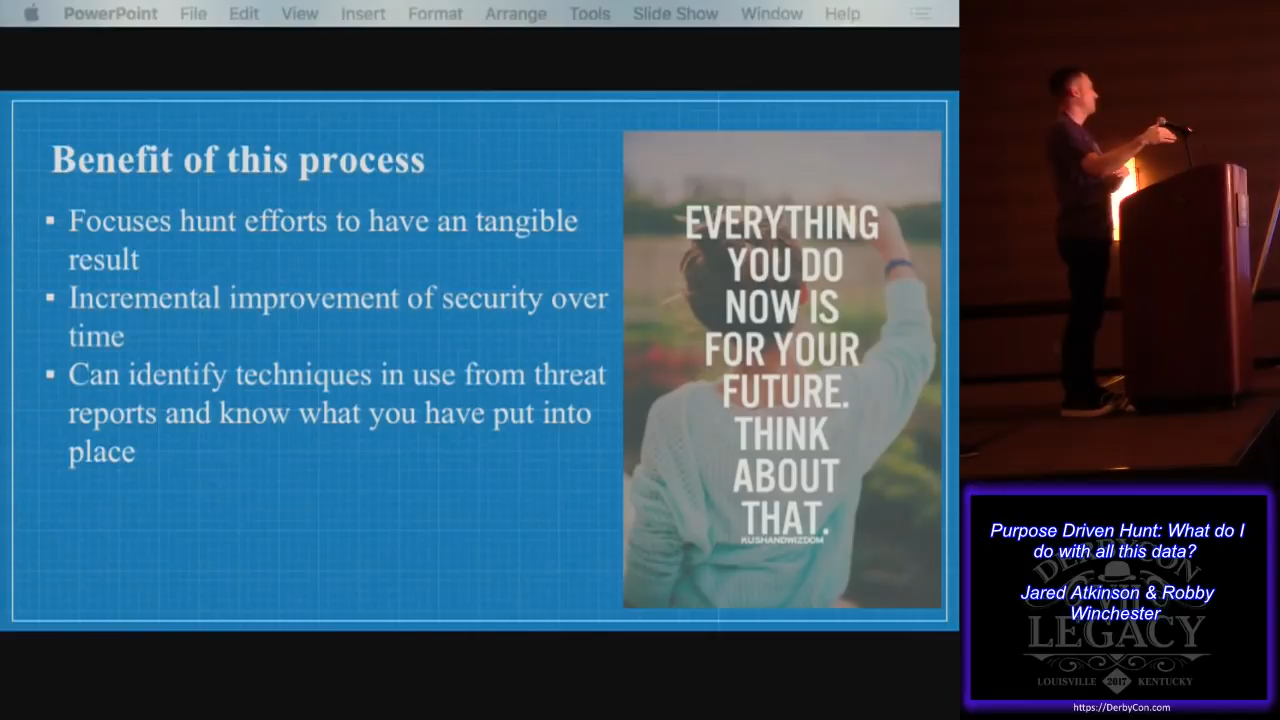 PowerPoint File Edit View Insert Format Arrange Tools Slide Show Window Help
Benefit of this process
▪ Focuses hunt efforts to have an tangible
result
▪ Incremental improvement of security over
time
▪ Can identify techniques in use from threat
reports and know what you have put into
place
EVERYTHING
YOU DO
NOW IS
FOR YOUR
FUTURE.
THINK
ABOUT
THAT.
KUSHANDWIZDOM
Purpose Driven Hunt: What do I
do with all this data?
Jared Atkinson & Robby
Winchester
DERBYCON
VII
LEGACY
LOUISVILLE 2017 KENTUCKY
https://DerbyCon.com